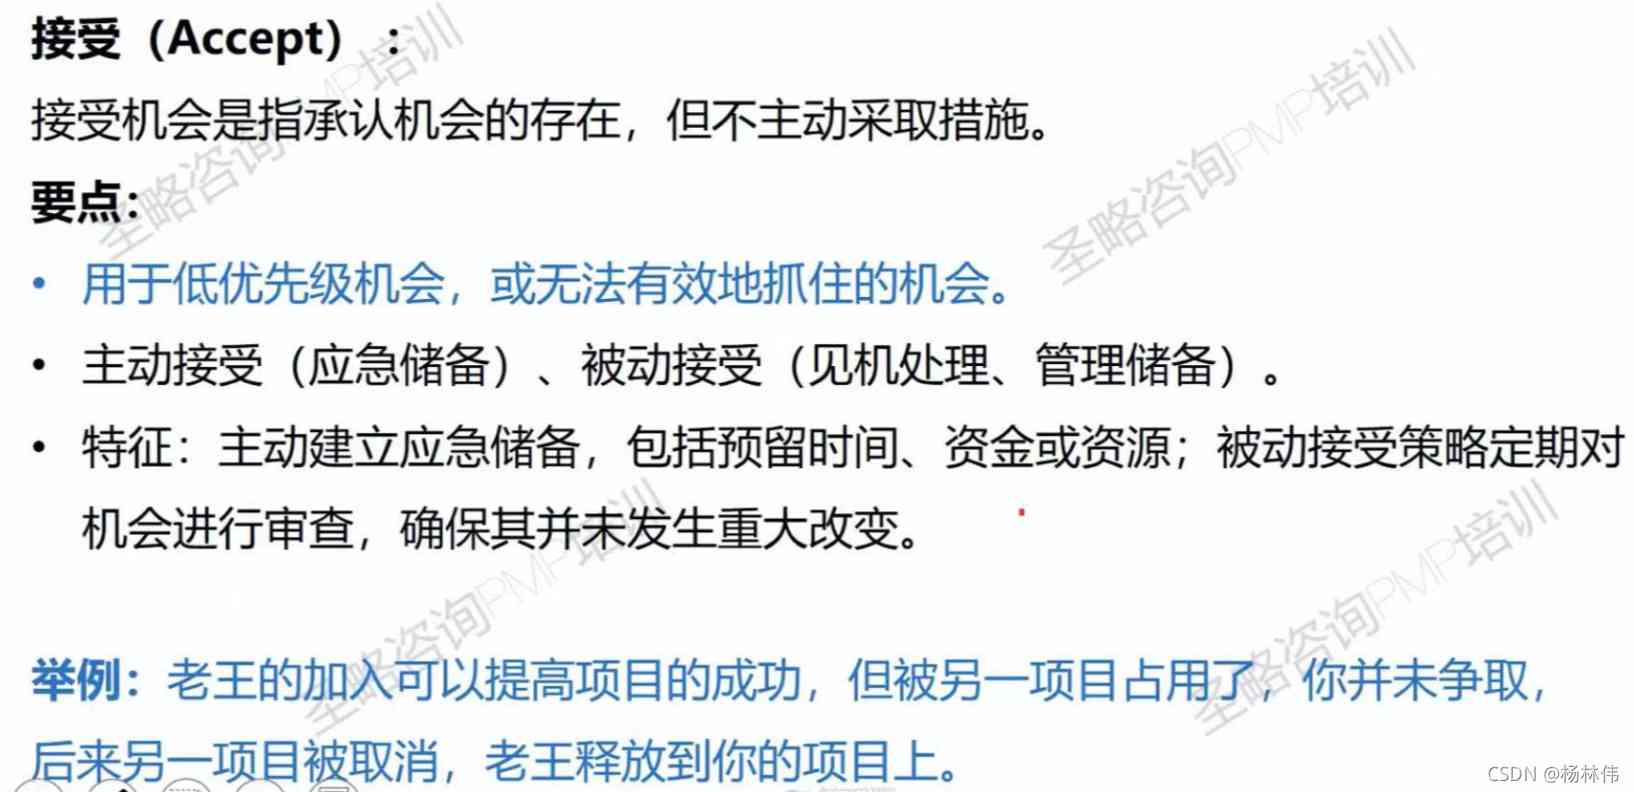 接受（Accept）：
接受机会是指承认机会的存在，但不主动采取措施。
要点：
• 用于低优先级机会，或无法有效地抓住的机会。
• 主动接受（应急储备）、被动接受（见机处理、管理储备）。
• 特征：主动建立应急储备，包括预留时间、资金或资源；被动接受策略定期对
机会进行审查，确保其并未发生重大改变。
举例：老王的加入可以提高项目的成功，但被另一项目占用了，你并未争取，
后来另一项目被取消，老王释放到你的项目上。
圣略咨询PMP培训
圣略咨询PMP培训
圣略咨询PMP培训
圣略咨询PMP培训
CSDN @杨林伟